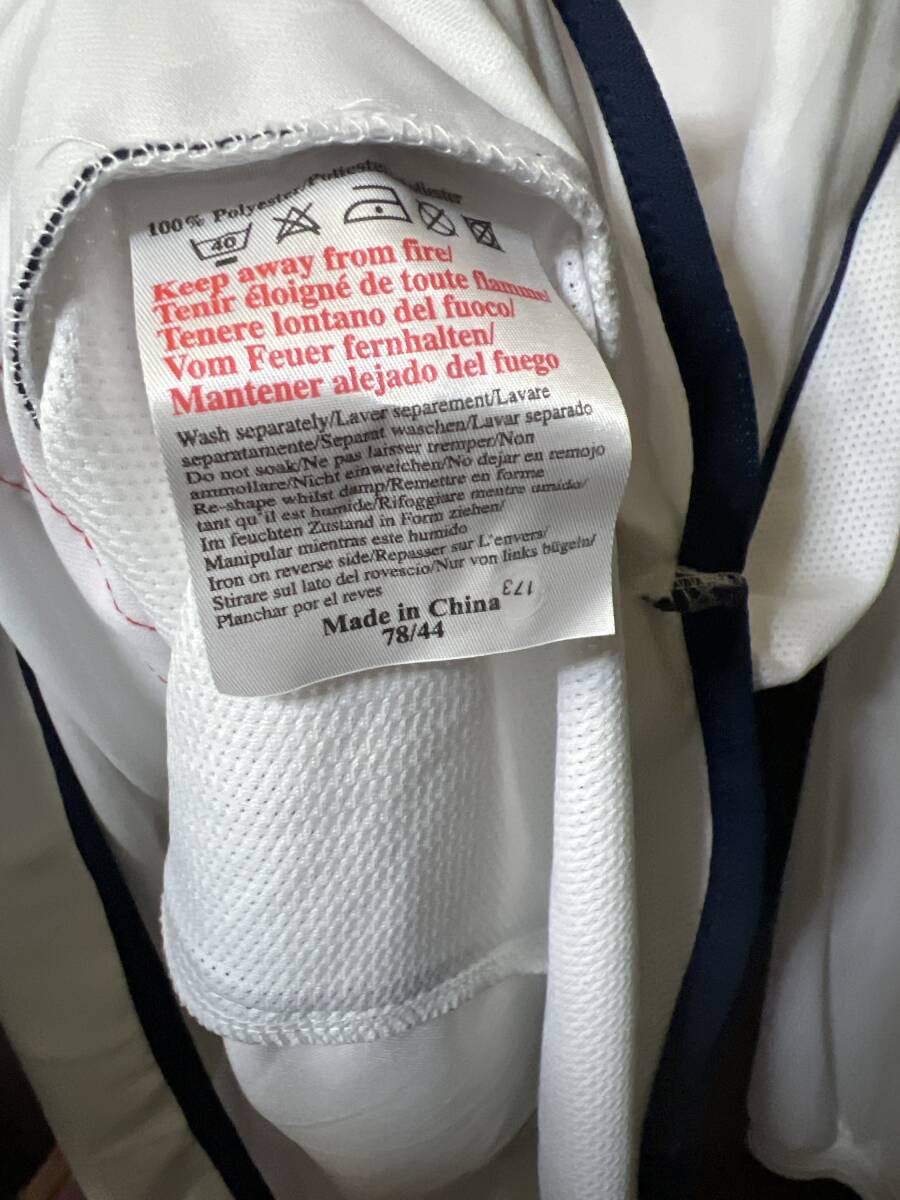 100% Polyester/Poliester
40
Keep away from fire/
Tenir éloigné de toute flamme/
Tenere lontano del fuoco/
Vom Feuer fernhalten/
Mantener alejado del fuego
Wash separately/Laver separement/Lavare
separatamente/Separat waschen/Lavar separado
Do not soak/Ne pas laisser tremper/Non
ammollare/Nicht einweichen/No dejar en remojo
Re-shape whilst damp/Remettre en forme
tant qu'il est humide/Rifoggiare mentre umido/
Im feuchten Zustand in Form ziehen/
Manipular mientras este humido
Iron on reverse side/Repasser sur L'envers/
Stirare sul lato del rovescio/Nur von links bügeln/
Planchar por el reves
Made in China
173
78/44